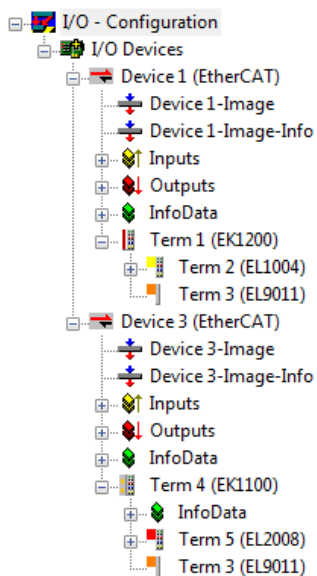 I/O - Configuration
I/O Devices
Device 1 (EtherCAT)
Device 1-Image
Device 1-Image-Info
Inputs
Outputs
InfoData
Term 1 (EK1200)
Term 2 (EL1004)
Term 3 (EL9011)
Device 3 (EtherCAT)
Device 3-Image
Device 3-Image-Info
Inputs
Outputs
InfoData
Term 4 (EK1100)
InfoData
Term 5 (EL2008)
Term 3 (EL9011)